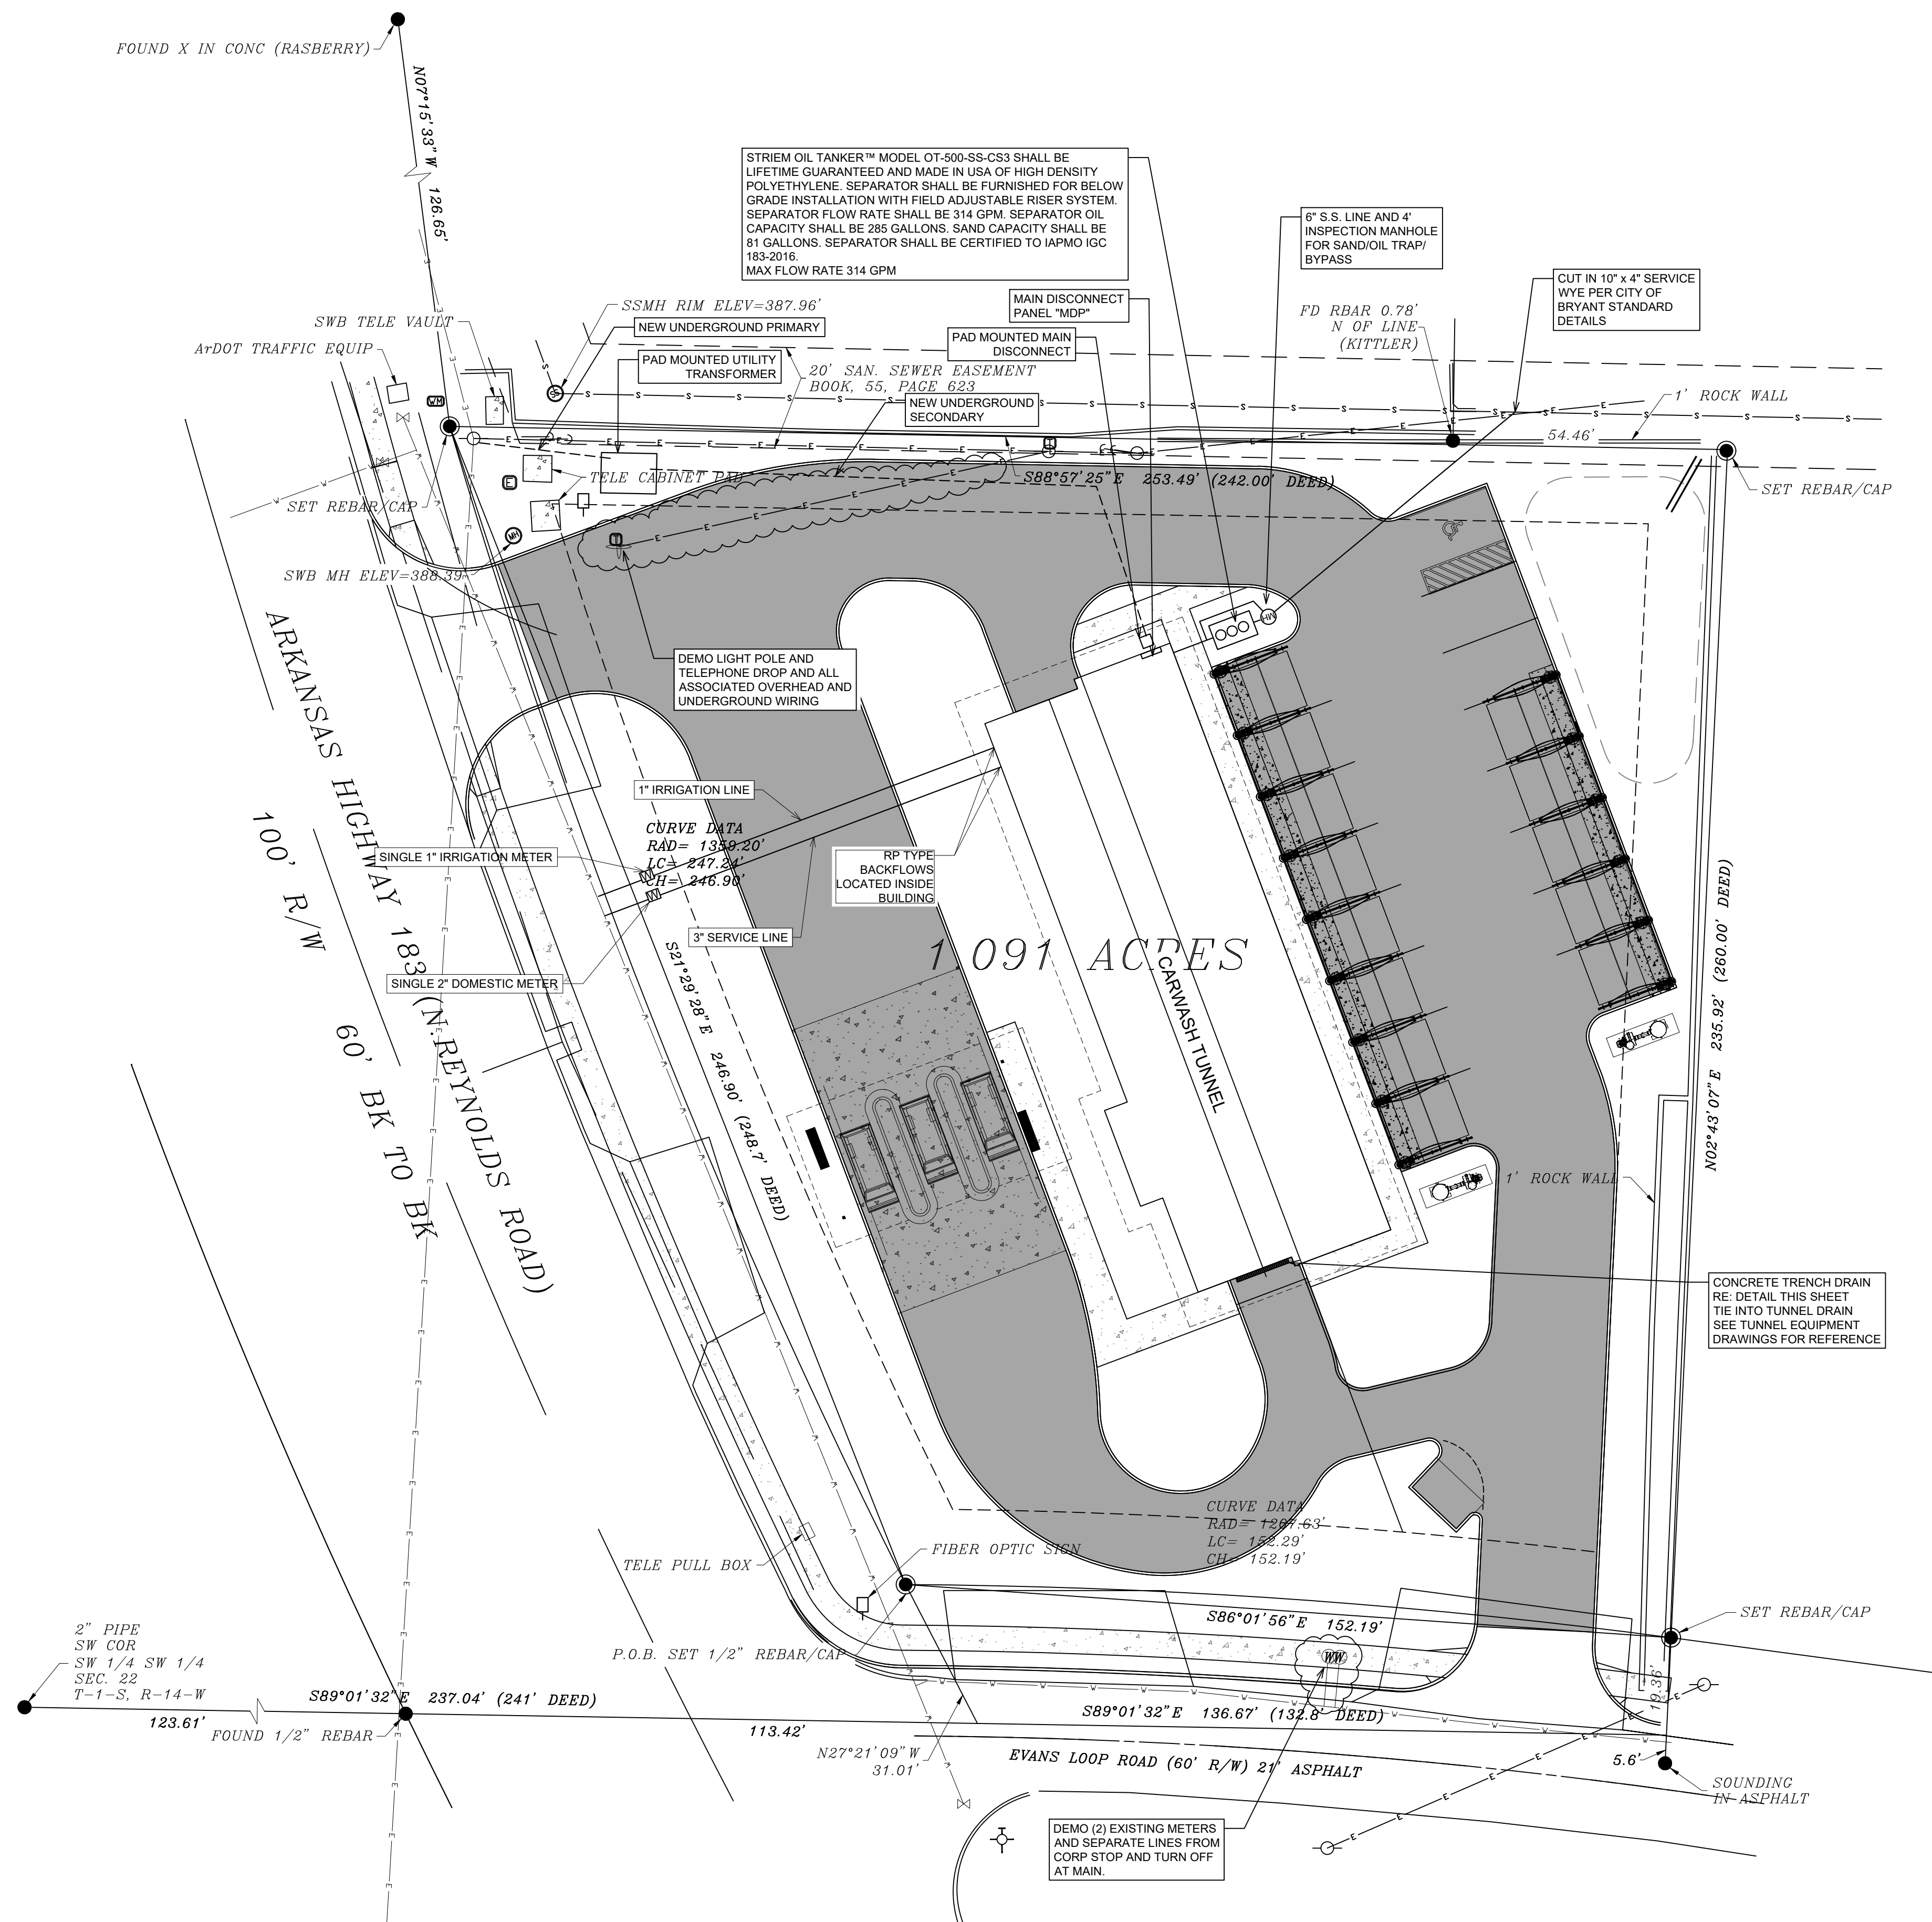 FOUND X IN CONC (RASBERRY)
N07°15'33"W 126.65'
STRIEM OIL TANKER™ MODEL OT-500-SS-CS3 SHALL BE
LIFETIME GUARANTEED AND MADE IN USA OF HIGH DENSITY
POLYETHYLENE. SEPARATOR SHALL BE FURNISHED FOR BELOW
GRADE INSTALLATION WITH FIELD ADJUSTABLE RISER SYSTEM.
SEPARATOR FLOW RATE SHALL BE 314 GPM. SEPARATOR OIL
CAPACITY SHALL BE 285 GALLONS. SAND CAPACITY SHALL BE
81 GALLONS. SEPARATOR SHALL BE CERTIFIED TO IAPMO IGC
183-2016.
MAX FLOW RATE 314 GPM
6" S.S. LINE AND 4'
INSPECTION MANHOLE
FOR SAND/OIL TRAP/
BYPASS
CUT IN 10" x 4" SERVICE
WYE PER CITY OF
BRYANT STANDARD
DETAILS
SSMH RIM ELEV=387.96'
MAIN DISCONNECT
PANEL "MDP"
FD RBAR 0.78'
N OF LINE
(KITTLER)
SWB TELE VAULT
NEW UNDERGROUND PRIMARY
PAD MOUNTED MAIN
DISCONNECT
ArDOT TRAFFIC EQUIP
PAD MOUNTED UTILITY
TRANSFORMER
20' SAN. SEWER EASEMENT
BOOK, 55, PAGE 623
NEW UNDERGROUND
SECONDARY
1' ROCK WALL
WM
SS
54.46'
TELE CABINET PAD
S88°57'25"E 253.49' (242.00' DEED)
SET REBAR/CAP
SET REBAR/CAP
E
T
T
MH
SWB MH ELEV=388.39
MH
DEMO LIGHT POLE AND
TELEPHONE DROP AND ALL
ASSOCIATED OVERHEAD AND
UNDERGROUND WIRING
ARKANSAS HIGHWAY 183 (N.REYNOLDS ROAD)
100' R/W
60' BK TO BK
1" IRRIGATION LINE
CURVE DATA
RAD= 1359.20'
LC= 247.24'
CH= 246.90'
SINGLE 1" IRRIGATION METER
RP TYPE
BACKFLOWS
LOCATED INSIDE
BUILDING
3" SERVICE LINE
SINGLE 2" DOMESTIC METER
S21°29'28"E 246.90' (248.7' DEED)
1 091 ACRES
CARWASH TUNNEL
N02°43'07"E 235.92' (260.00' DEED)
1' ROCK WALL
CONCRETE TRENCH DRAIN
RE: DETAIL THIS SHEET
TIE INTO TUNNEL DRAIN
SEE TUNNEL EQUIPMENT
DRAWINGS FOR REFERENCE
CURVE DATA
RAD= 1267.63'
LC= 152.29'
CH= 152.19'
FIBER OPTIC SIGN
TELE PULL BOX
S86°01'56"E 152.19'
SET REBAR/CAP
2" PIPE
SW COR
SW 1/4 SW 1/4
SEC. 22
T-1-S, R-14-W
P.O.B. SET 1/2" REBAR/CAP
WW
19.36'
S89°01'32"E 237.04' (241' DEED)
123.61'
FOUND 1/2" REBAR
113.42'
S89°01'32"E 136.67' (132.8' DEED)
N27°21'09"W
31.01'
EVANS LOOP ROAD (60' R/W) 21' ASPHALT
5.6'
SOUNDING
IN ASPHALT
DEMO (2) EXISTING METERS
AND SEPARATE LINES FROM
CORP STOP AND TURN OFF
AT MAIN.